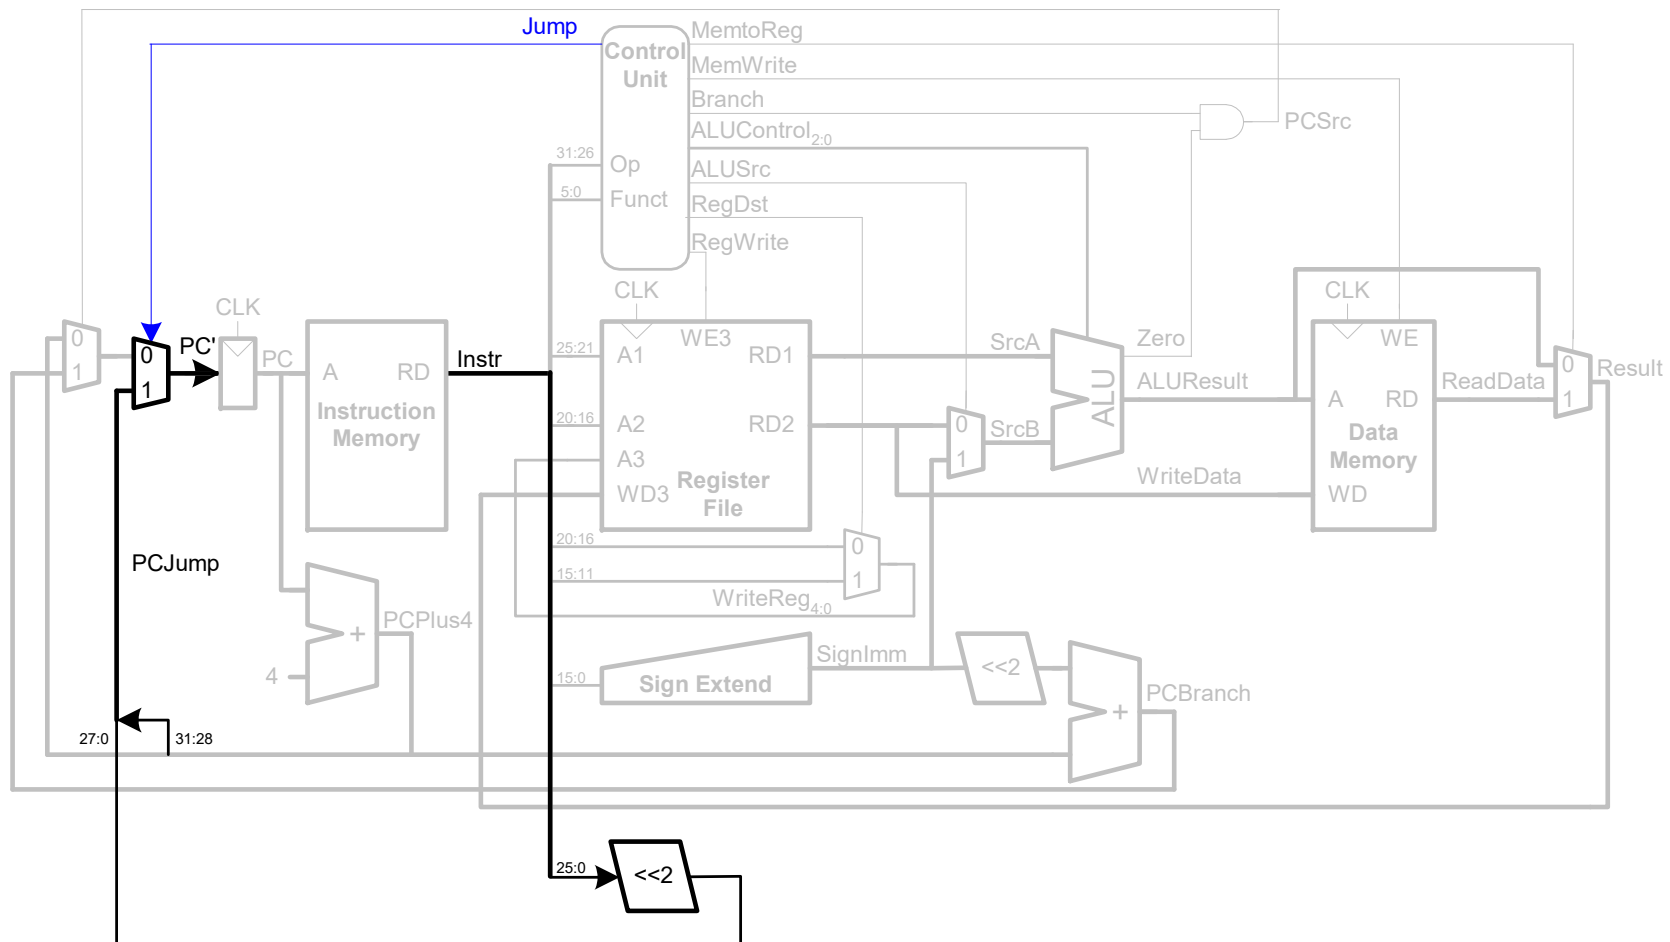 Jump
MemtoReg
Control
Unit
MemWrite
Branch
PCSrc
ALUControl2:0
31:26
Op
ALUSrc
5:0
Funct
RegDst
RegWrite
CLK
CLK
CLK
0
1
0
1
PC'
PC
A
RD
Instruction
Memory
Instr
25:21
A1
WE3
RD1
20:16
A2
RD2
A3
WD3
Register
File
SrcA
0
1
SrcB
ALU
Zero
ALUResult
WriteData
WE
A
RD
Data
Memory
WD
ReadData
0
1
Result
20:16
0
15:11
1
WriteReg4:0
PCJump
4
+
PCPlus4
15:0
Sign Extend
SignImm
<<2
+
PCBranch
27:0
31:28
25:0
<<2